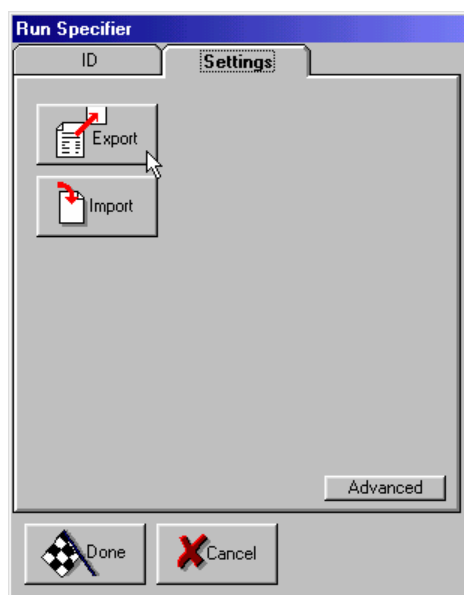 Run Specifier
ID
Settings
Export
Import
Advanced
Done
Cancel